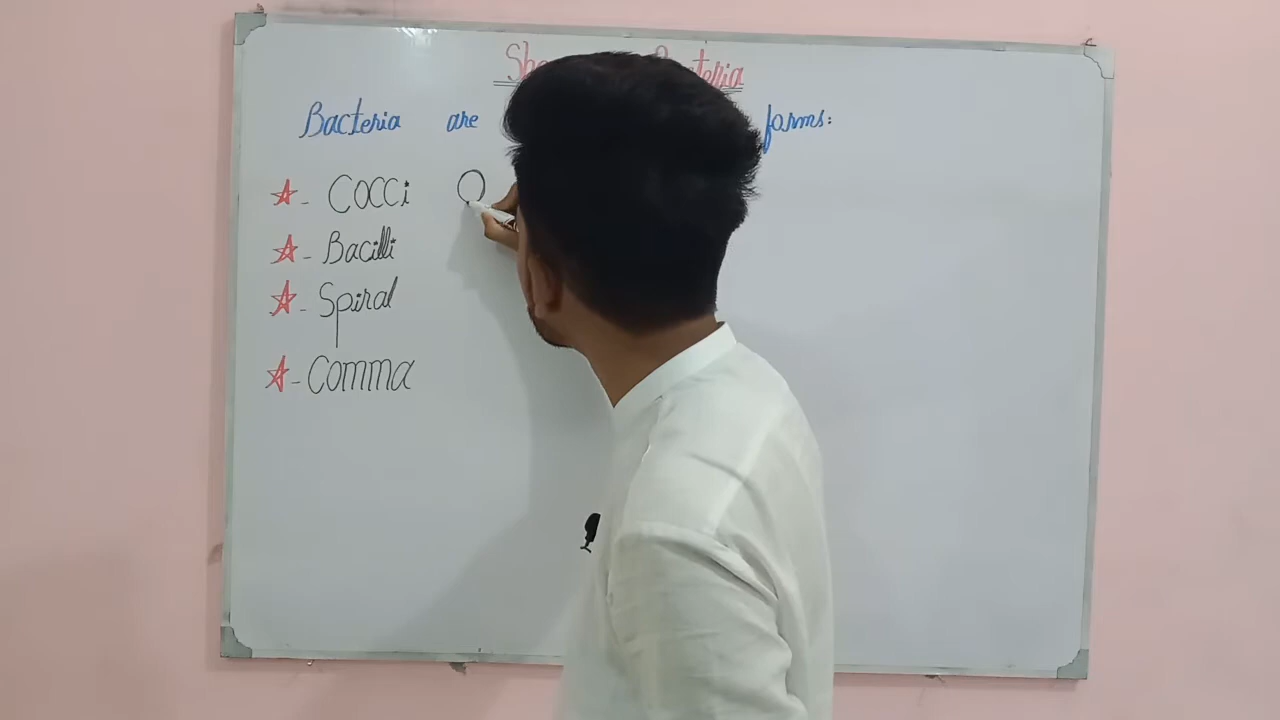 Bacteria are forms:
- Cocci
- Bacilli
- Spiral
- Comma